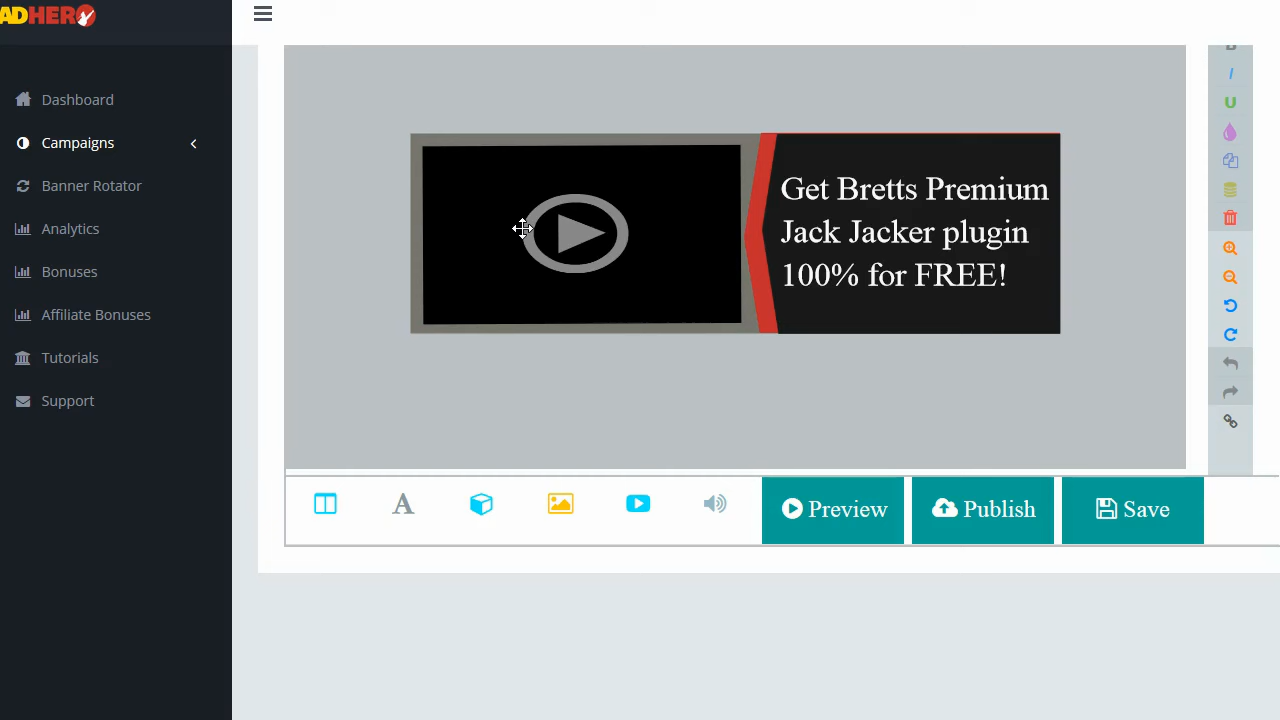 ADHERO
Dashboard
Campaigns
Banner Rotator
Analytics
Bonuses
Affiliate Bonuses
Tutorials
Support
Get Bretts Premium
Jack Jacker plugin
100% for FREE!
I
U
A
Preview
Publish
Save